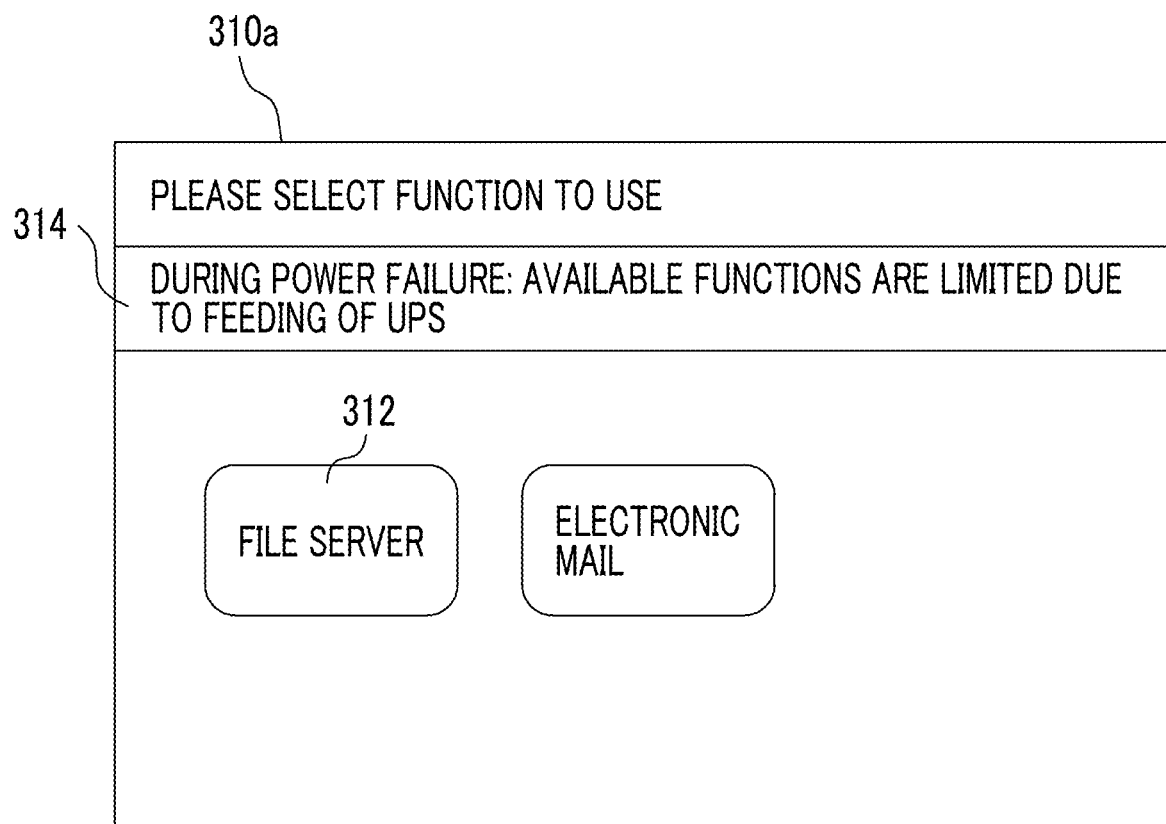 310a
PLEASE SELECT FUNCTION TO USE
314
DURING POWER FAILURE: AVAILABLE FUNCTIONS ARE LIMITED DUE
TO FEEDING OF UPS
312
FILE SERVER
ELECTRONIC
MAIL